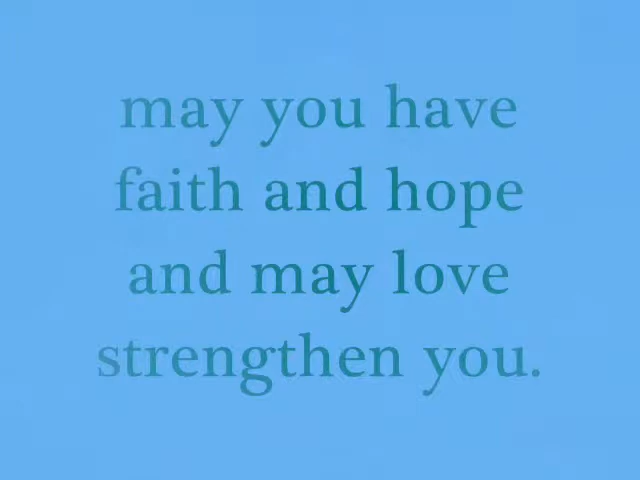 may you have
faith and hope
and may love
strengthen you.